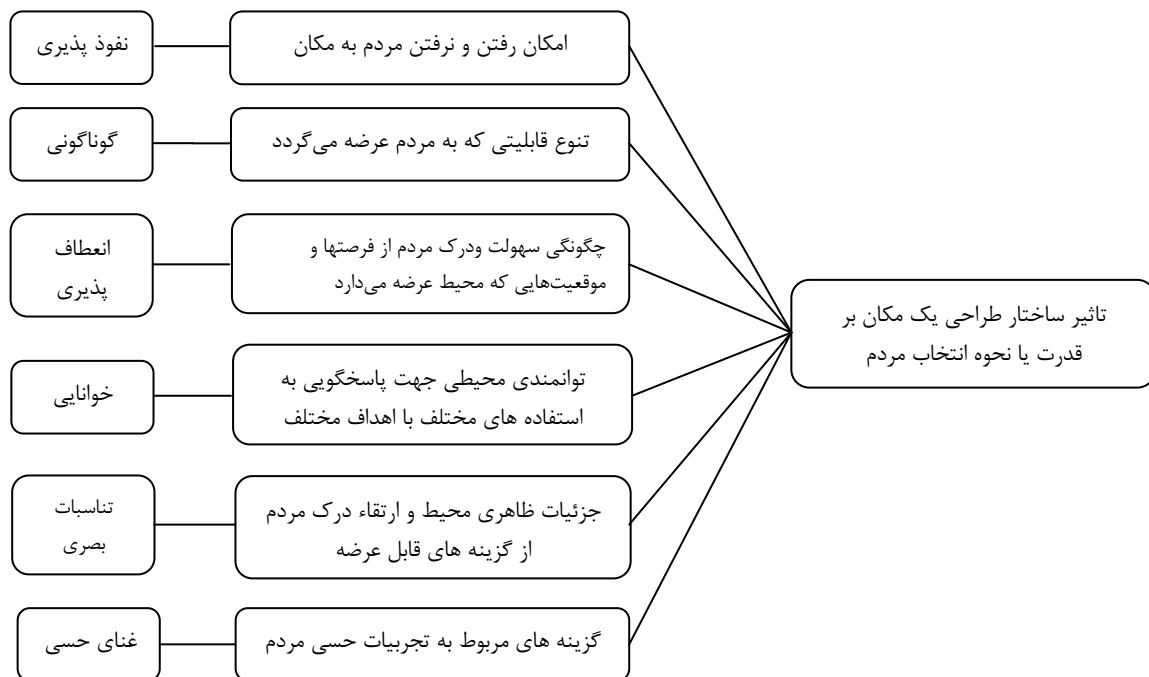 تاثیر ساختار طراحی یک مکان بر
قدرت یا نحوه انتخاب مردم
امکان رفتن و نرفتن مردم به مکان
نفوذ پذیری
تنوع قابلیتی که به مردم عرضه می‌گردد
گوناگونی
چگونگی سهولت ودرک مردم از فرصتها و
موقعیت‌هایی که محیط عرضه می‌دارد
انعطاف
پذیری
توانمندی محیطی جهت پاسخگویی به
استفاده های مختلف با اهداف مختلف
خوانایی
جزئیات ظاهری محیط و ارتقاء درک مردم
از گزینه های قابل عرضه
تناسبات
بصری
گزینه های مربوط به تجربیات حسی مردم
غنای حسی